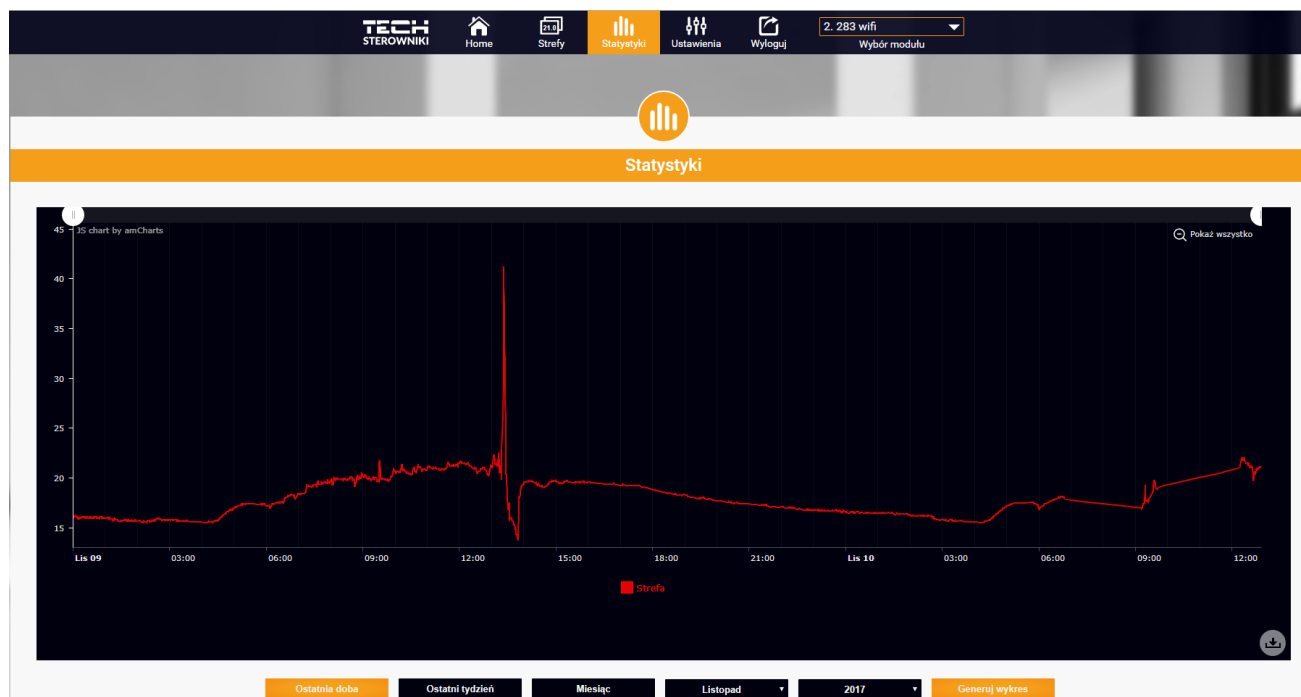 TECH
STEROWNIKI
Home
21.0
Strefy
Statystyki
Ustawienia
Wyloguj
2. 283 wifi
Wybór modułu
Statystyki
JS chart by amCharts
Pokaż wszystko
45
40
35
30
25
20
15
Lis 09 03:00 06:00 09:00 12:00 15:00 18:00 21:00 Lis 10 03:00 06:00 09:00 12:00
Strefa
Ostatnia doba Ostatni tydzień Miesiąc Listopad 2017 Generuj wykres